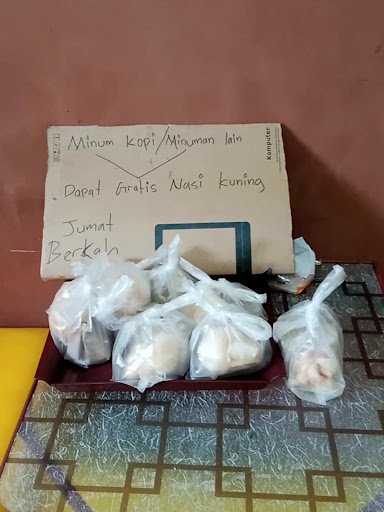 Minum kopi/Minuman lain
Dapat Gratis Nasi kuning
Jumat
Berkah
Komputer